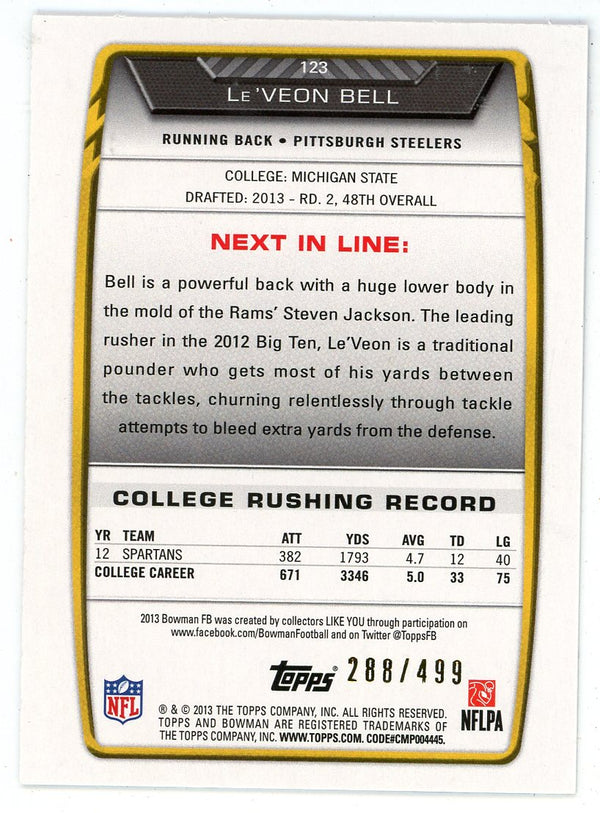 123
LE'VEON BELL
RUNNING BACK • PITTSBURGH STEELERS
COLLEGE: MICHIGAN STATE
DRAFTED: 2013 - RD. 2, 48TH OVERALL
NEXT IN LINE:
Bell is a powerful back with a huge lower body in
the mold of the Rams' Steven Jackson. The leading
rusher in the 2012 Big Ten, Le'Veon is a traditional
pounder who gets most of his yards between
the tackles, churning relentlessly through tackle
attempts to bleed extra yards from the defense.
COLLEGE RUSHING RECORD
YR TEAM ATT YDS AVG TD LG
12 SPARTANS 382 1793 4.7 12 40
COLLEGE CAREER 671 3346 5.0 33 75
2013 Bowman FB was created by collectors LIKE YOU through participation on
www.facebook.com/BowmanFootball and on Twitter @ToppsFB
NFL topps 288/499 NFLPA
® & © 2013 THE TOPPS COMPANY, INC. ALL RIGHTS RESERVED.
TOPPS AND BOWMAN ARE REGISTERED TRADEMARKS OF
THE TOPPS COMPANY, INC. WWW.TOPPS.COM. CODE#CMP004445.